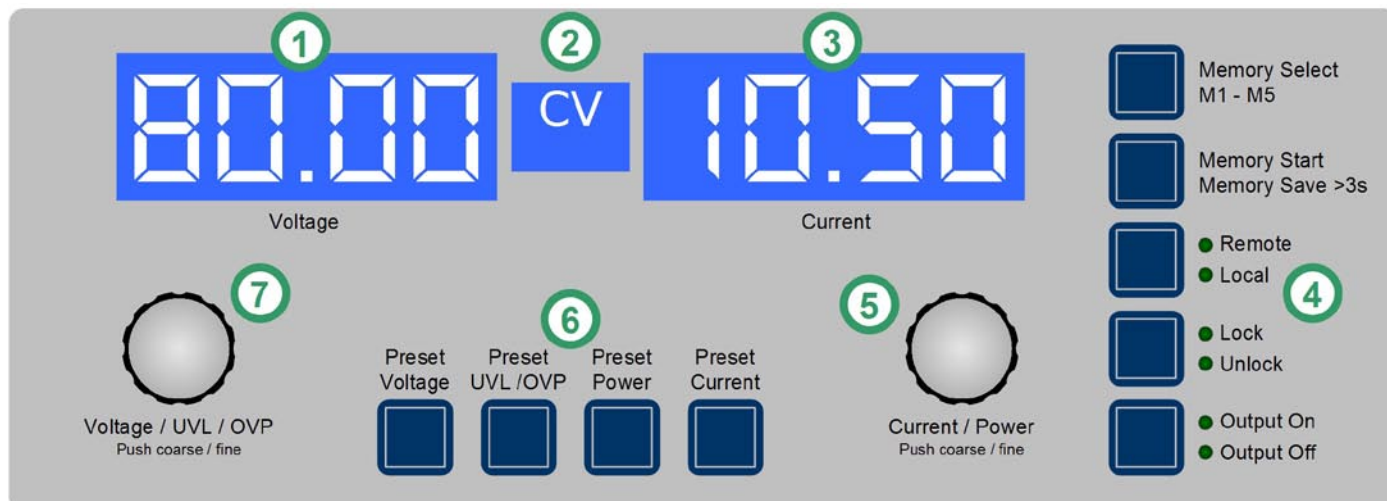 1
2
3
80.00
CV
10.50
Voltage
Current
Memory Select
M1 - M5
Memory Start
Memory Save >3s
Remote
Local
4
Lock
Unlock
Output On
Output Off
7
Voltage / UVL / OVP
Push coarse / fine
6
Preset
Voltage
Preset
UVL /OVP
Preset
Power
Preset
Current
5
Current / Power
Push coarse / fine